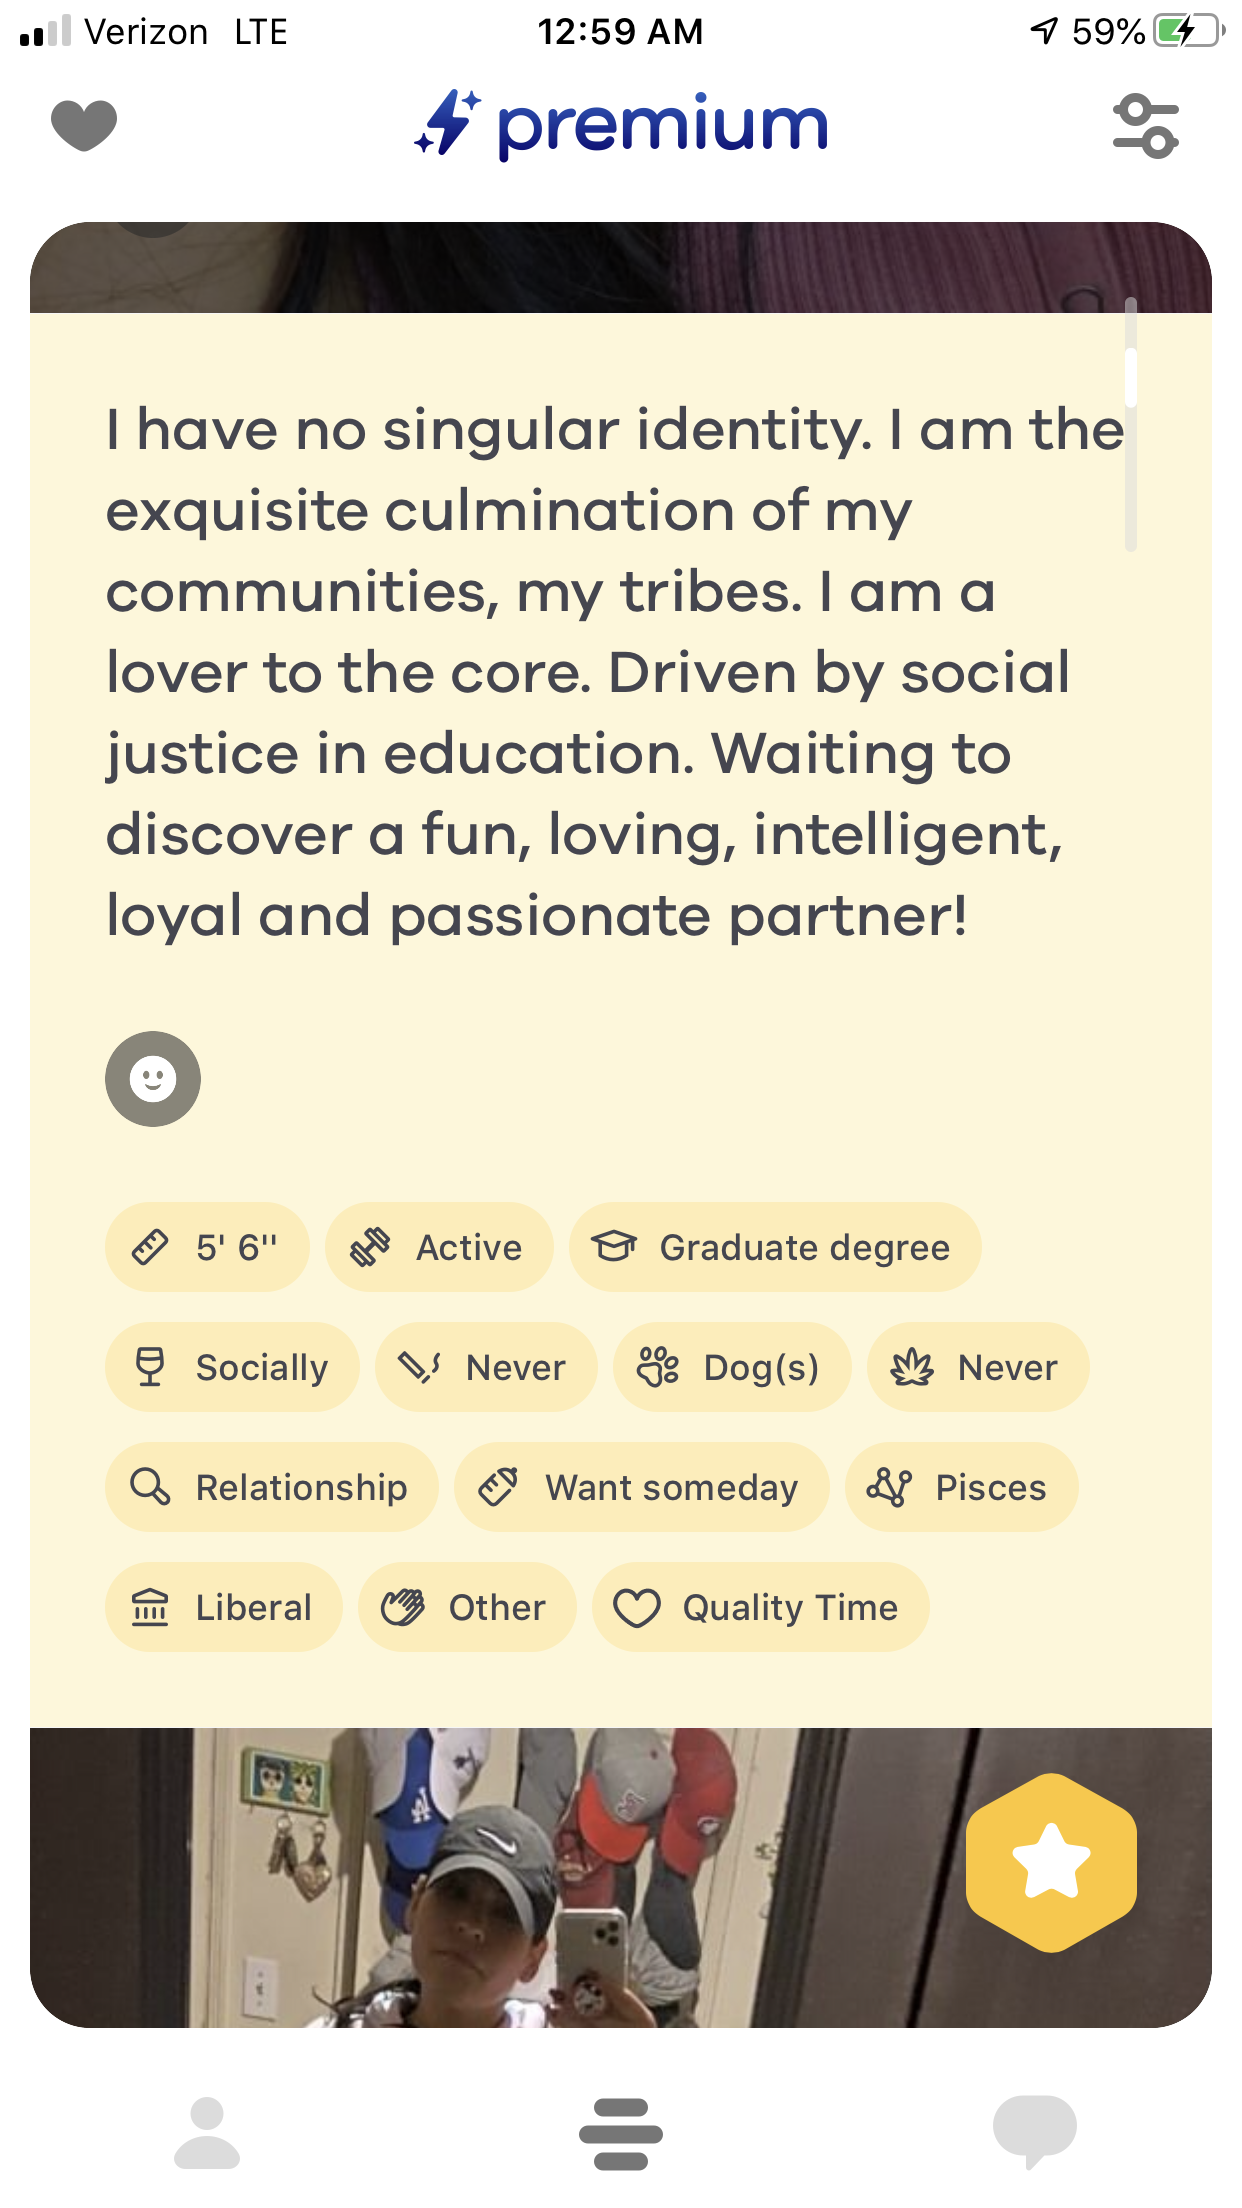 Verizon LTE 12:59 AM 59%
premium
I have no singular identity. I am the
exquisite culmination of my
communities, my tribes. I am a
lover to the core. Driven by social
justice in education. Waiting to
discover a fun, loving, intelligent,
loyal and passionate partner!
5' 6" Active Graduate degree
Socially Never Dog(s) Never
Relationship Want someday Pisces
Liberal Other Quality Time
LA